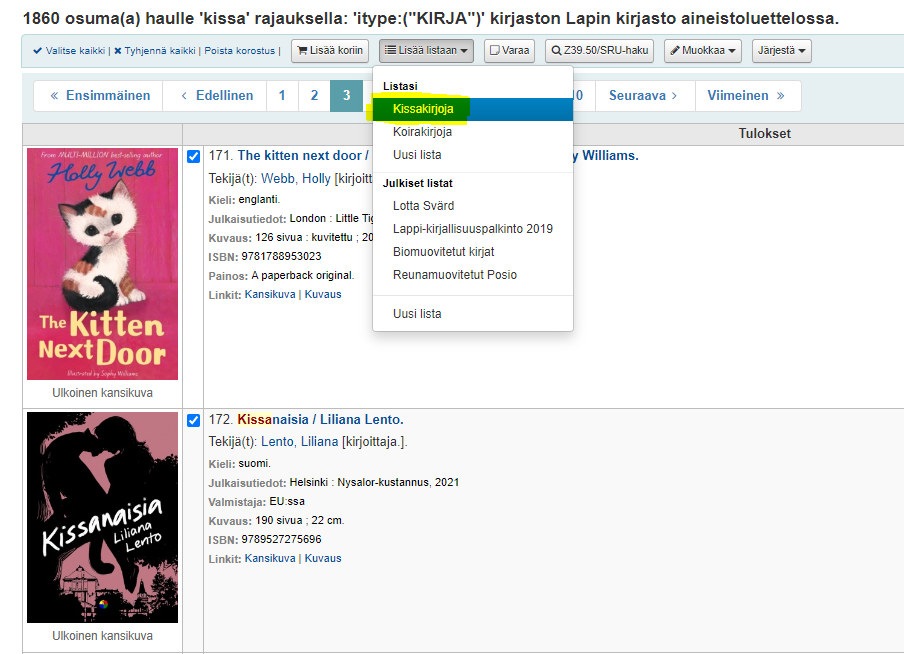 1860 osuma(a) haulle 'kissa' rajauksella: 'itype:("KIRJA")' kirjaston Lapin kirjasto aineistoluettelossa.
Valitse kaikki | Tyhjennä kaikki | Poista korostus | Lisää koriin Lisää listaan Varaa Z39.50/SRU-haku Muokkaa Järjestä
« Ensimmäinen ‹ Edellinen 1 2 3 0 Seuraava › Viimeinen »
Listasi
Kissakirjoja
Koirakirjoja
Uusi lista
Julkiset listat
Lotta Svärd
Lappi-kirjallisuuspalkinto 2019
Biomuovitetut kirjat
Reunamuovitetut Posio
Uusi lista
Tulokset
From MULTI-MILLION best-selling author
Holly Webb
The Kitten
Next Door
Illustrated by Sophy Williams
Ulkoinen kansikuva
171. The kitten next door / y Williams.
Tekijä(t): Webb, Holly [kirjoitt
Kieli: englanti.
Julkaisutiedot: London : Little Tig
Kuvaus: 126 sivua : kuvitettu ; 20
ISBN: 9781788953023
Painos: A paperback original.
Linkit: Kansikuva | Kuvaus
Kissanaisia
Liliana
Lento
Ulkoinen kansikuva
172. Kissanaisia / Liliana Lento.
Tekijä(t): Lento, Liliana [kirjoittaja.].
Kieli: suomi.
Julkaisutiedot: Helsinki : Nysalor-kustannus, 2021
Valmistaja: EU:ssa
Kuvaus: 190 sivua ; 22 cm.
ISBN: 9789527275696
Linkit: Kansikuva | Kuvaus